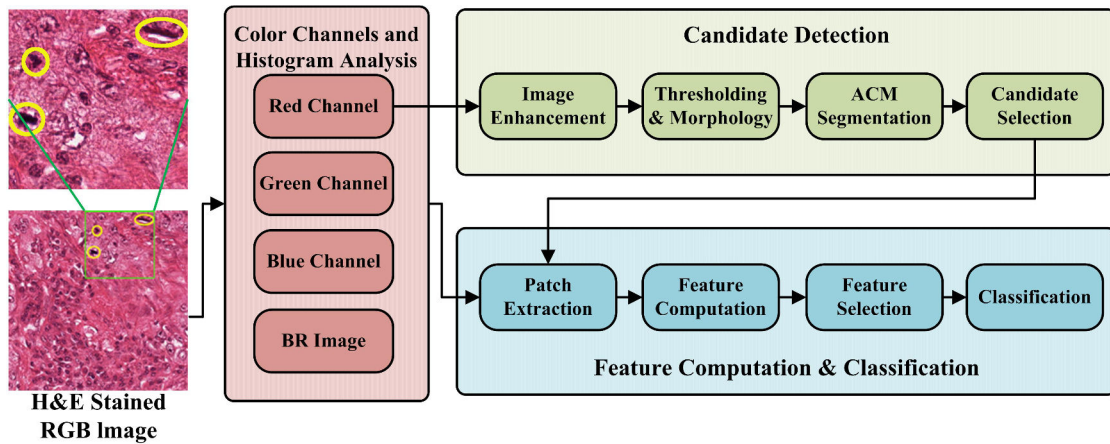 Color Channels and
Histogram Analysis
Red Channel
Green Channel
Blue Channel
BR Image
Candidate Detection
Image
Enhancement
Thresholding
& Morphology
ACM
Segmentation
Candidate
Selection
Patch
Extraction
Feature
Computation
Feature
Selection
Classification
Feature Computation & Classification
H&E Stained
RGB Image